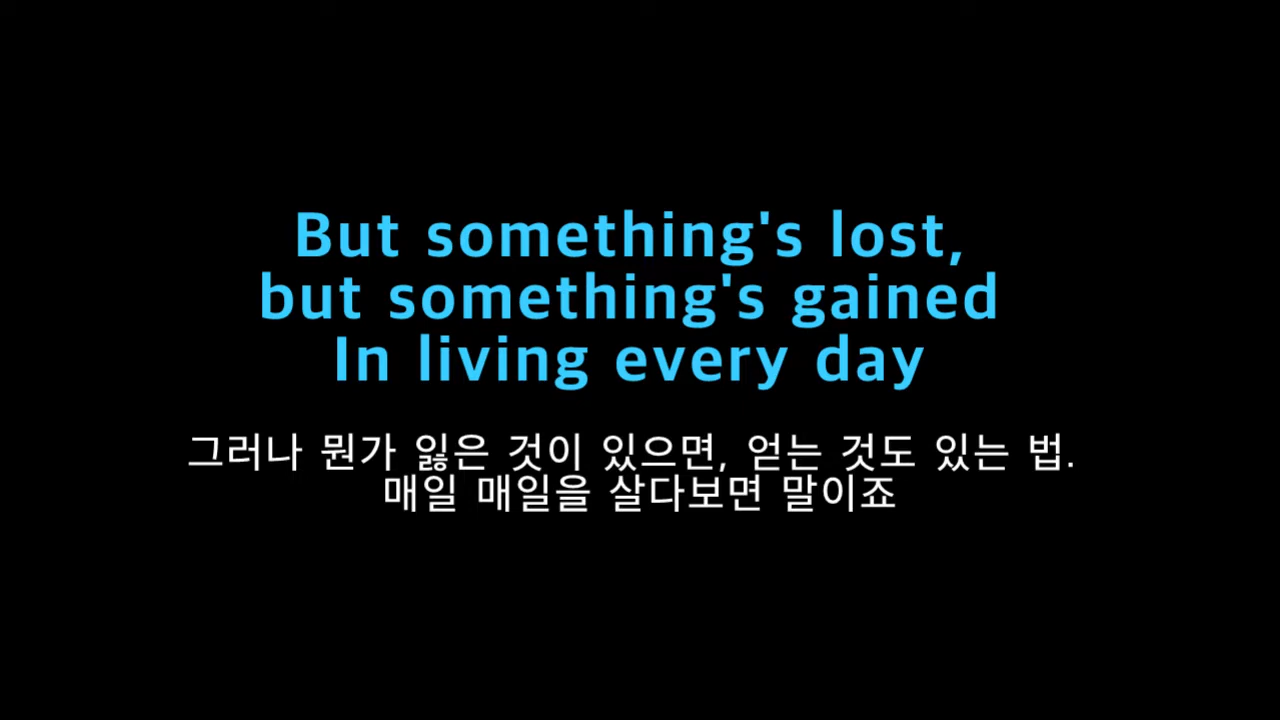 But something's lost,
but something's gained
In living every day
그러나 뭔가 잃은 것이 있으면, 얻는 것도 있는 법.
매일 매일을 살다보면 말이죠